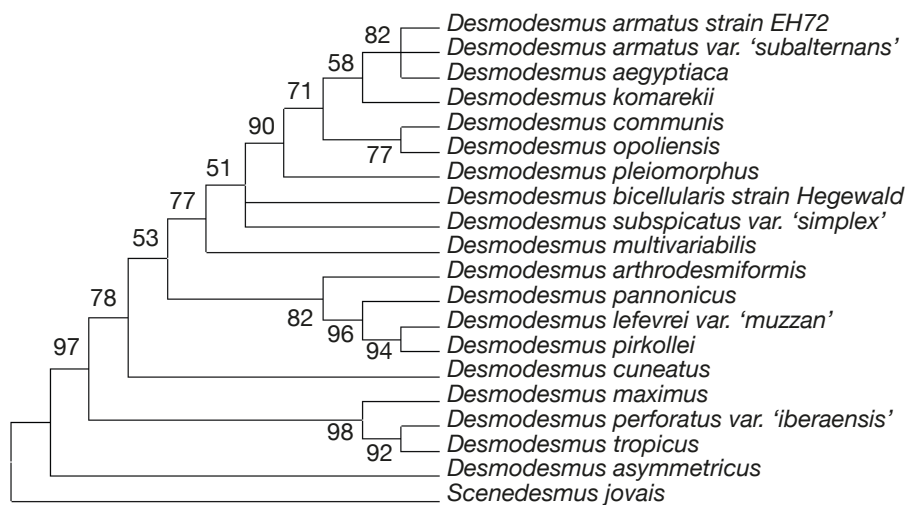 82 Desmodesmus armatus strain EH72
Desmodesmus armatus var. ‘subalternans’
58 Desmodesmus aegyptiaca
71 Desmodesmus komarekii
90 Desmodesmus communis
77 Desmodesmus opoliensis
51 Desmodesmus pleiomorphus
77 Desmodesmus bicellularis strain Hegewald
Desmodesmus subspicatus var. ‘simplex’
53 Desmodesmus multivariabilis
Desmodesmus arthrodesmiformis
78 82 Desmodesmus pannonicus
96 Desmodesmus lefevrei var. ‘muzzan’
97 94 Desmodesmus pirkollei
Desmodesmus cuneatus
Desmodesmus maximus
98 Desmodesmus perforatus var. ‘iberaensis’
92 Desmodesmus tropicus
Desmodesmus asymmetricus
Scenedesmus jovais